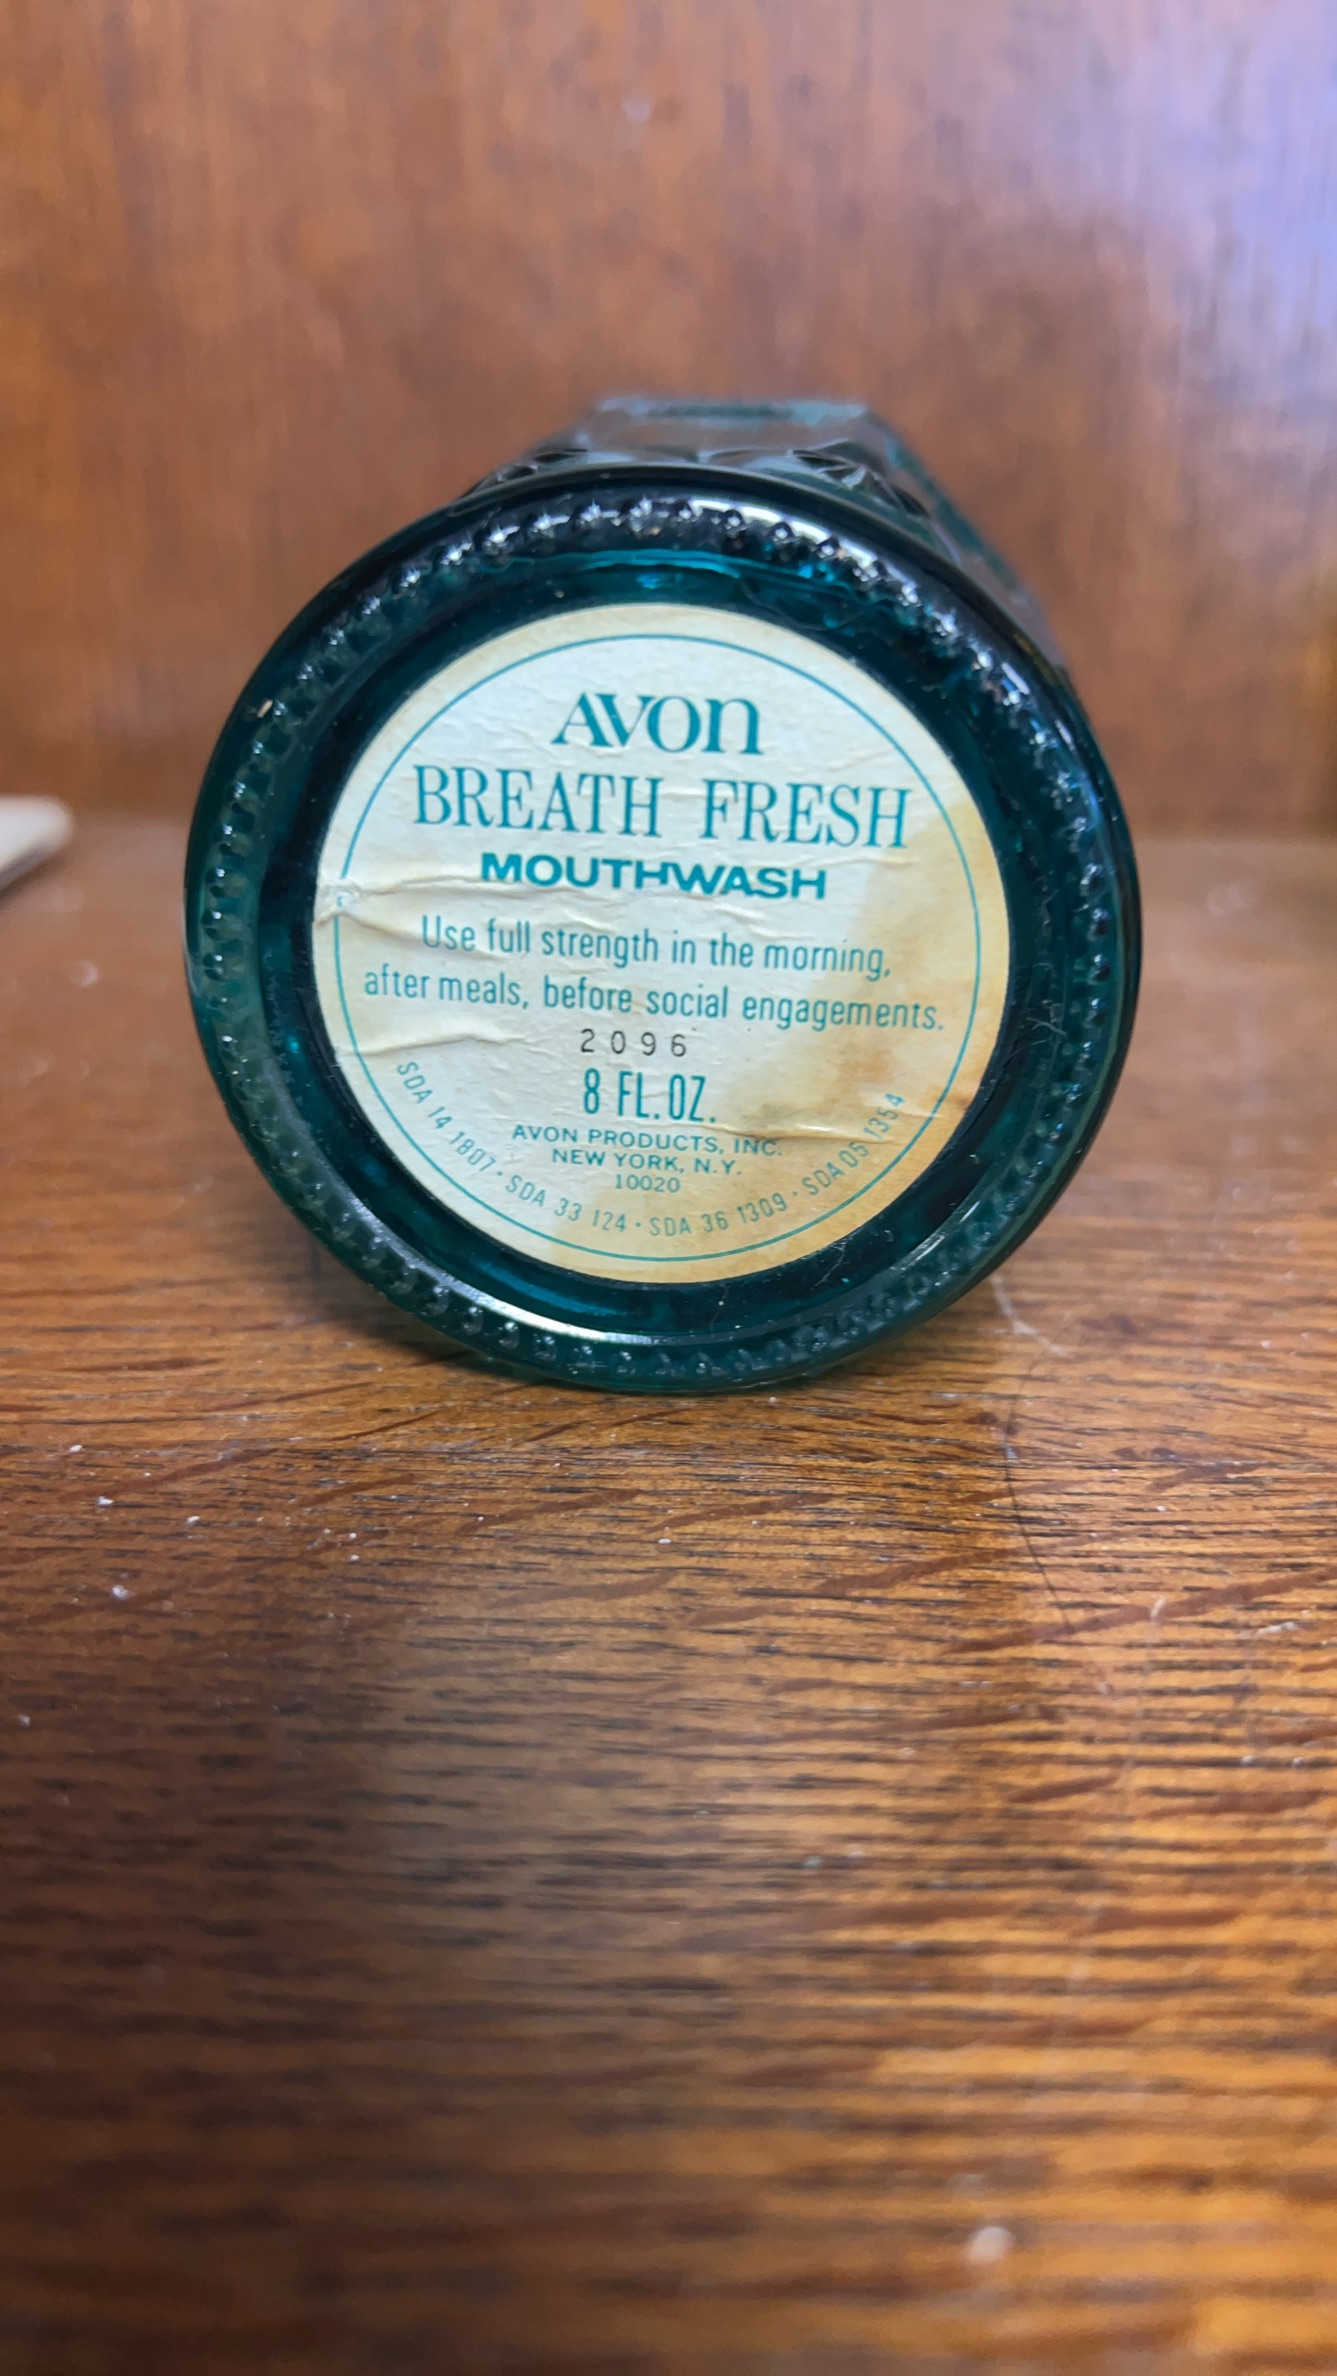 AVON
BREATH FRESH
MOUTHWASH
Use full strength in the morning,
after meals, before social engagements.
2096
8 FL. OZ.
AVON PRODUCTS, INC.
NEW YORK, N.Y.
10020
SDA 14 1807 · SDA 33 124 · SDA 36 1309 · SDA 05 1354